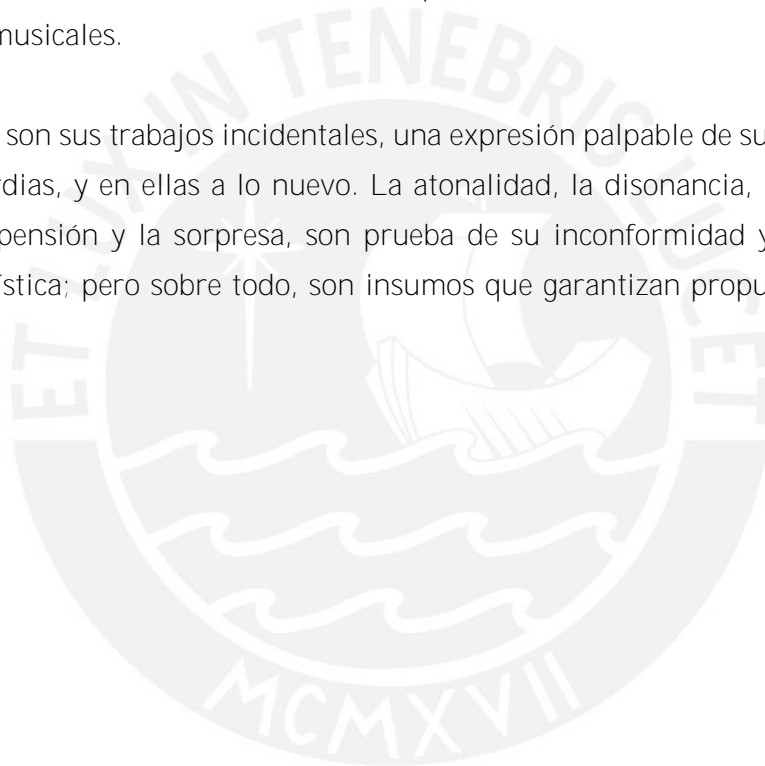 musicales.
son sus trabajos incidentales, una expresión palpable de su
rdias, y en ellas a lo nuevo. La atonalidad, la disonancia,
pensión y la sorpresa, son prueba de su inconformidad y
ística; pero sobre todo, son insumos que garantizan propu
ET LUX IN TENEBRIS LUCET
MCMXVII